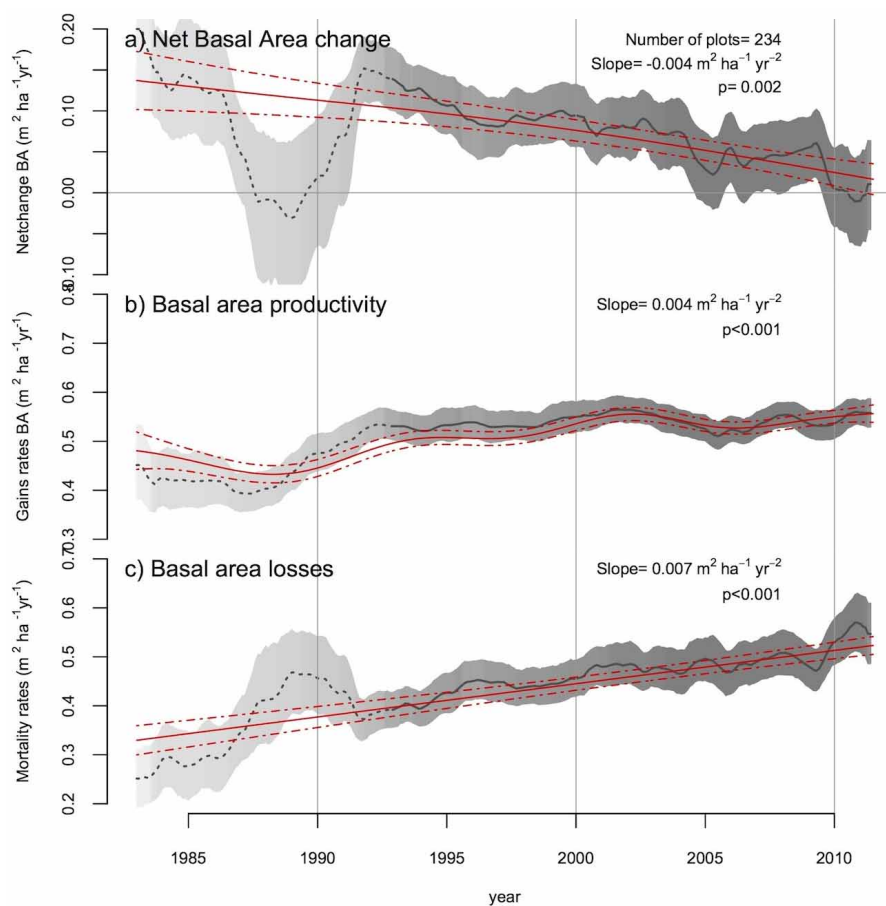 a) Net Basal Area change
Number of plots= 234
Slope= -0.004 m² ha⁻¹ yr⁻²
p= 0.002
Netchange BA (m² ha⁻¹yr⁻¹)
0.20
0.10
0.00
b) Basal area productivity
Slope= 0.004 m² ha⁻¹ yr⁻²
p<0.001
Gains rates BA (m² ha⁻¹yr⁻¹)
0.7
0.6
0.5
0.4
c) Basal area losses
Slope= 0.007 m² ha⁻¹ yr⁻²
p<0.001
Mortality rates (m² ha⁻¹yr⁻¹)
0.6
0.5
0.4
0.3
0.2
1985 1990 1995 2000 2005 2010
year